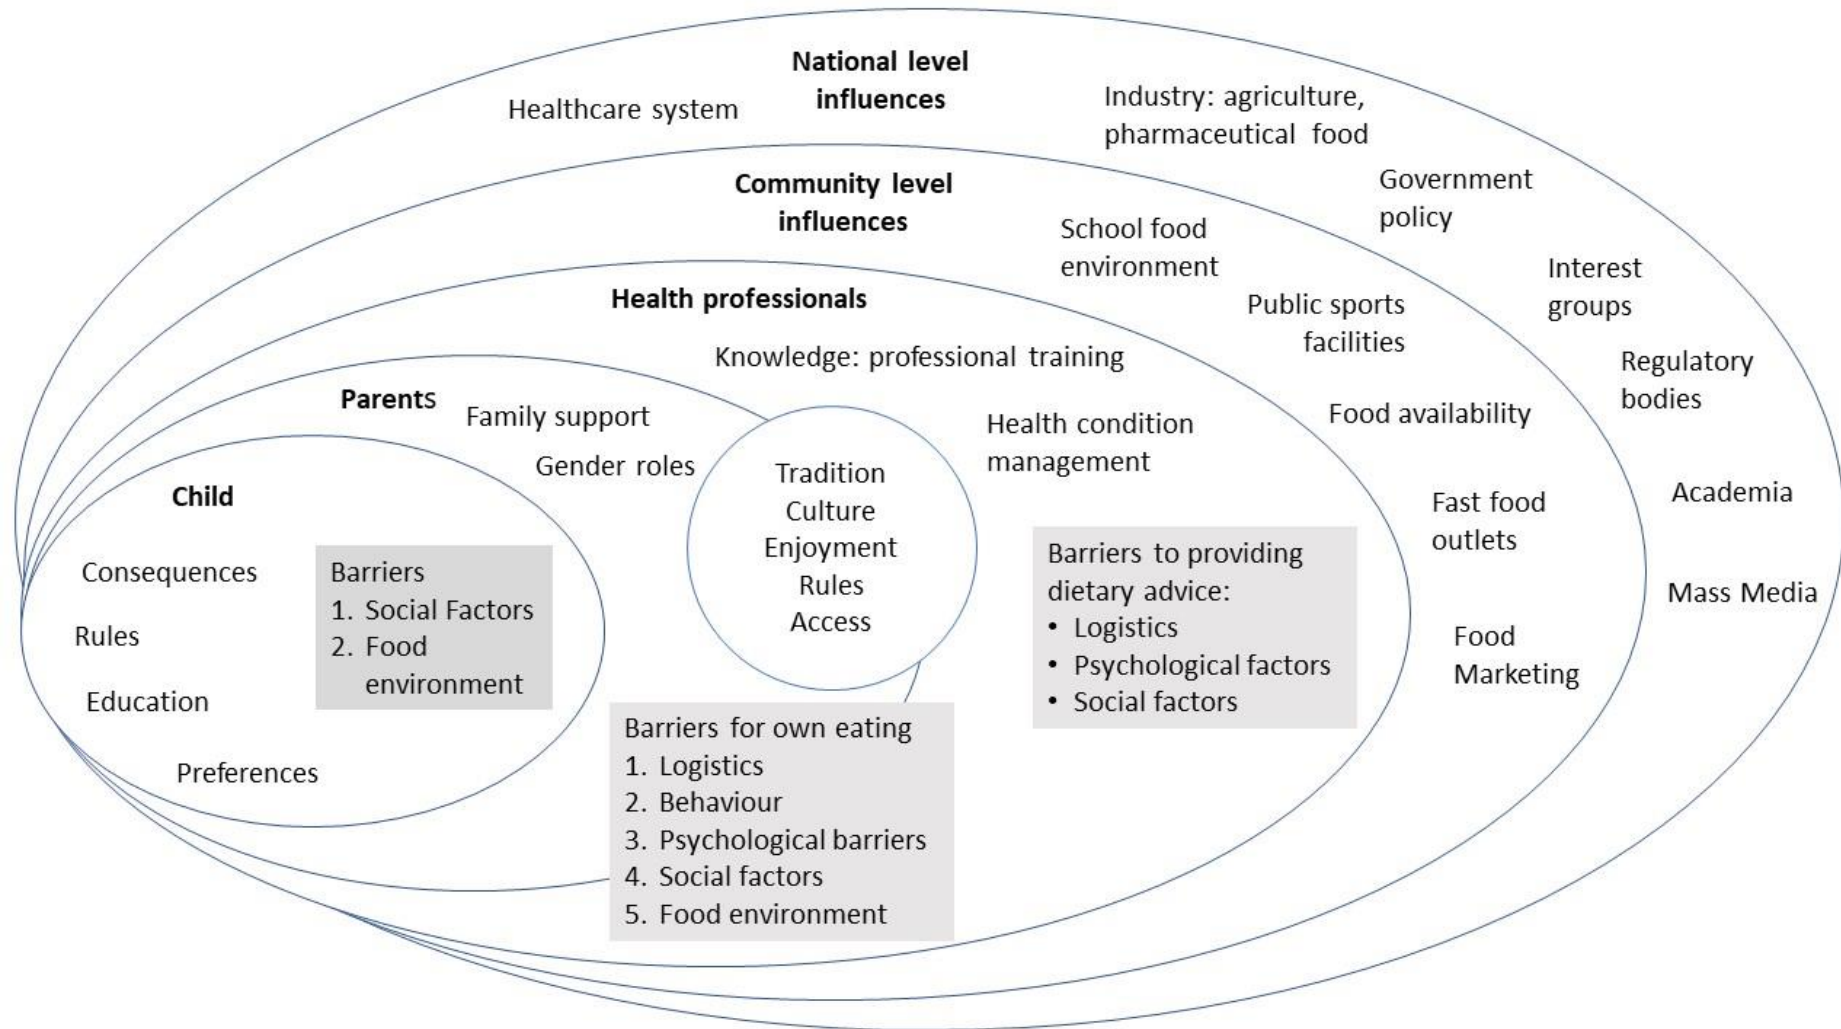 National level
influences
Healthcare system
Industry: agriculture,
pharmaceutical food
Government
policy
Interest
groups
Regulatory
bodies
Academia
Mass Media
Community level
influences
School food
environment
Public sports
facilities
Food availability
Fast food
outlets
Food
Marketing
Health professionals
Knowledge: professional training
Health condition
management
Barriers to providing
dietary advice:
• Logistics
• Psychological factors
• Social factors
Parents
Family support
Gender roles
Tradition
Culture
Enjoyment
Rules
Access
Barriers for own eating
1. Logistics
2. Behaviour
3. Psychological barriers
4. Social factors
5. Food environment
Child
Consequences
Rules
Education
Preferences
Barriers
1. Social Factors
2. Food
environment